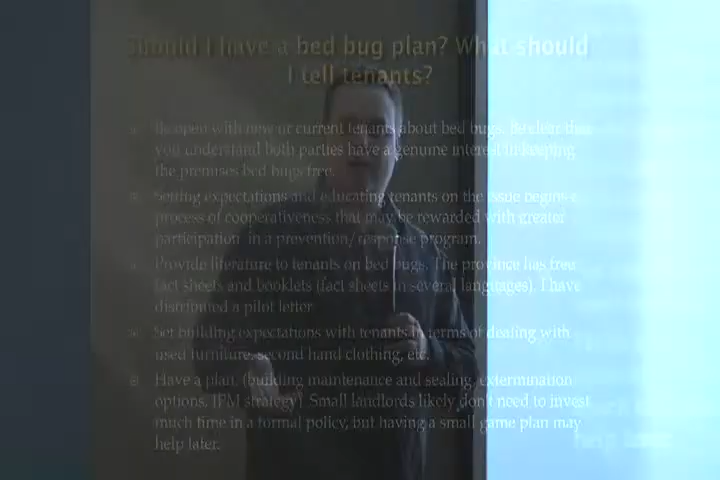 Should I have a bed bug plan? What should
I tell tenants?
Be open with new or current tenants about bed bugs. Be clear that
you understand both parties have a genuine interest in keeping
the premises bed bugs free.
Setting expectations and educating tenants on the issue begins a
process of cooperativeness that may be rewarded with greater
participation in a prevention/response program.
Provide literature to tenants on bed bugs. The province has free
fact sheets and booklets (fact sheets in several languages). I have
distributed a pilot letter
Set building expectations with tenants in terms of dealing with
used furniture, second hand clothing, etc.
Have a plan. (building maintenance and sealing, extermination
options, IPM strategy) Small landlords likely don't need to invest
much time in a formal policy, but having a small game plan may
help later.